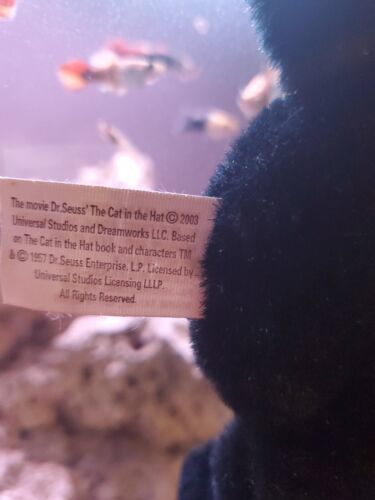 The movie Dr.Seuss' The Cat in the Hat © 2003
Universal Studios and Dreamworks LLC. Based
on The Cat in the Hat book and characters TM
& © 1957 Dr.Seuss Enterprise. L.P. Licensed by
Universal Studios Licensing LLLP.
All Rights Reserved.